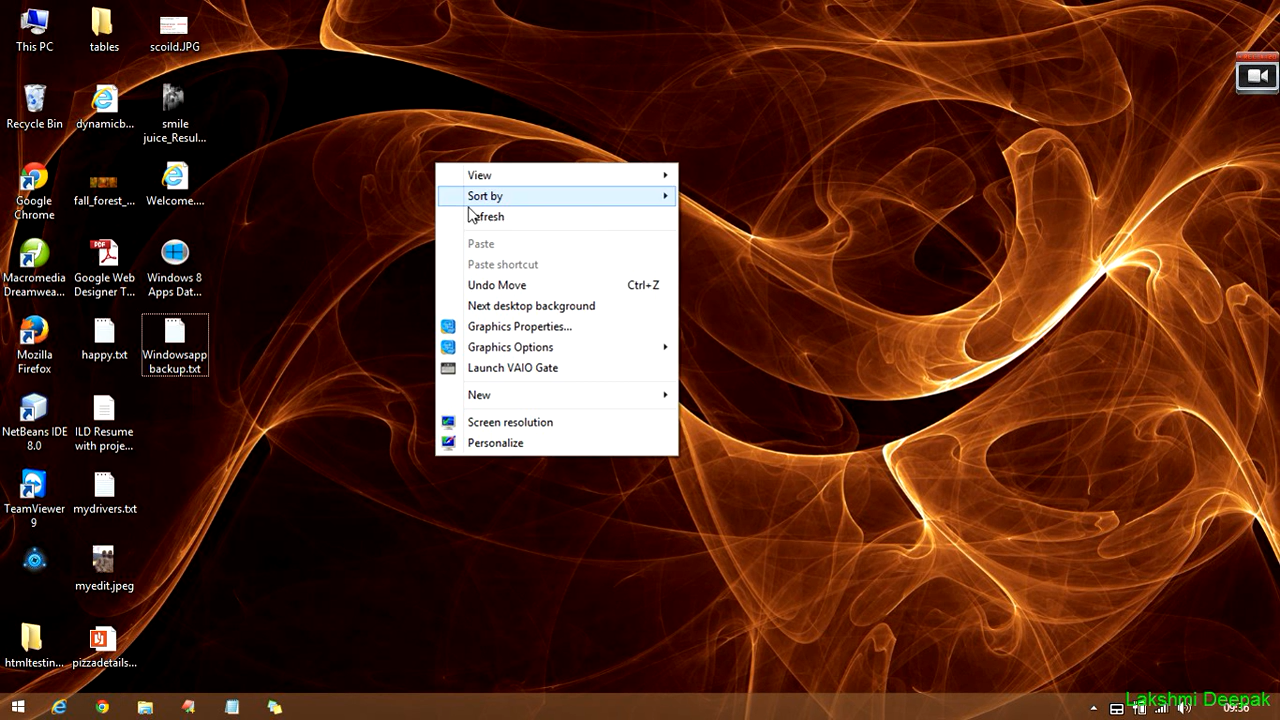 This PC
tables
scoild.JPG
Recycle Bin
dynamicb...
smile
juice_Resul...
Google
Chrome
fall_forest_...
Welcome....
Macromedia
Dreamwea...
Google Web
Designer T...
Windows 8
Apps Dat...
Mozilla
Firefox
happy.txt
Windowsapp
backup.txt
NetBeans IDE
8.0
ILD Resume
with proje...
TeamViewer
9
mydrivers.txt
myedit.jpeg
htmltestin...
pizzadetails...
View
Sort by
efresh
Paste
Paste shortcut
Undo Move Ctrl+Z
Next desktop background
Graphics Properties...
Graphics Options
Launch VAIO Gate
New
Screen resolution
Personalize
Lakshmi Deepak
09:36